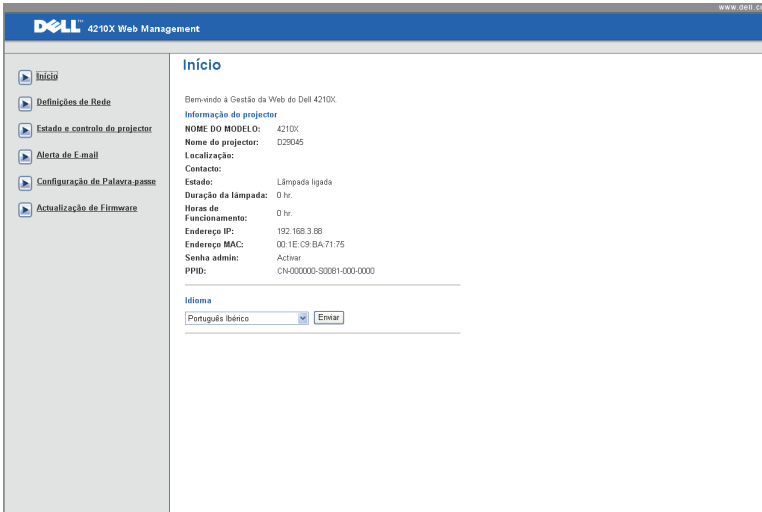 www.dell.c
DELL™ 4210X Web Management
Início
Definições de Rede
Estado e controlo do projector
Alerta de E-mail
Configuração de Palavra-passe
Actualização de Firmware
Início
Bem-vindo à Gestão da Web do Dell 4210X.
Informação do projector
NOME DO MODELO: 4210X
Nome do projector: D29045
Localização:
Contacto:
Estado: Lâmpada ligada
Duração da lâmpada: 0 hr.
Horas de
Funcionamento: 0 hr.
Endereço IP: 192.168.3.88
Endereço MAC: 00:1E:C9:BA:71:75
Senha admin: Activar
PPID: CN-000000-S0081-000-0000
Idioma
Português Ibérico Enviar